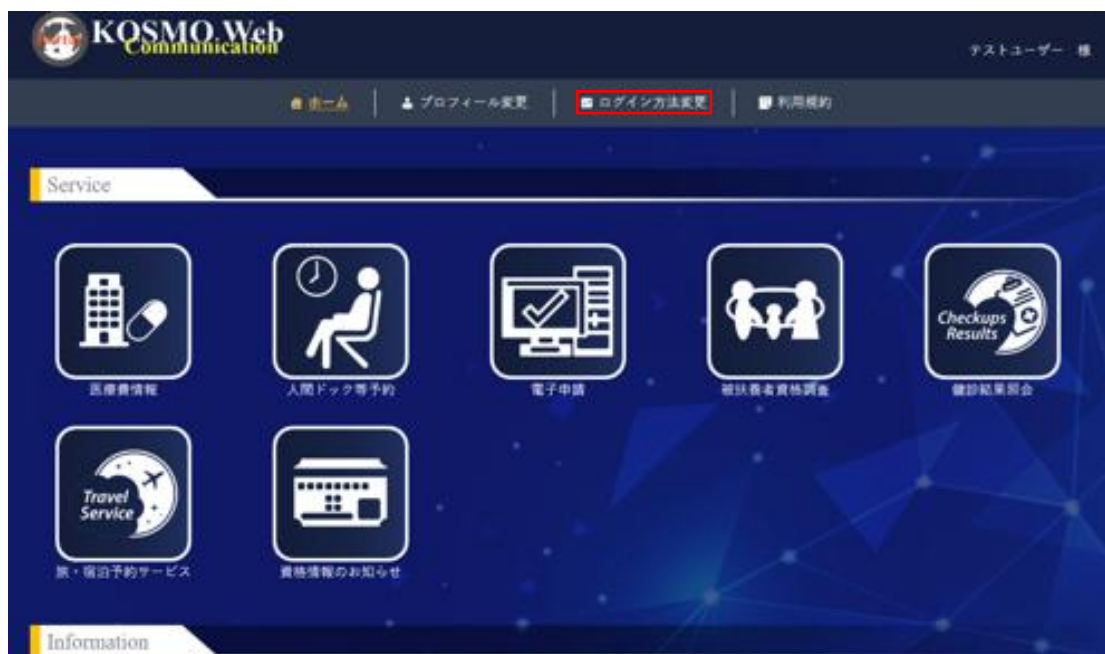 Portal
KOSMO Web
Communication
テストユーザー 様
ホーム
プロフィール変更
ログイン方法変更
利用規約
Service
医療費情報
人間ドック等予約
電子申請
被扶養者資格調査
Checkups
Results
健診結果照会
Travel
Service
旅・宿泊予約サービス
資格情報のお知らせ
Information